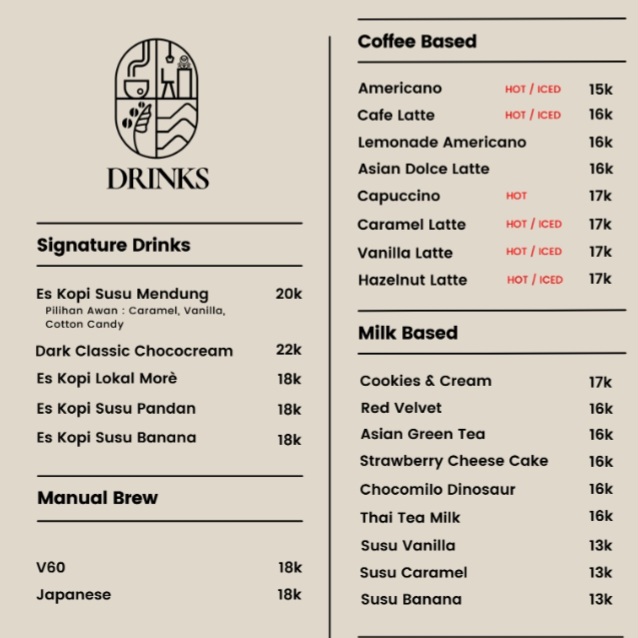 DRINKS
Signature Drinks
Es Kopi Susu Mendung 20k
Pilihan Awan : Caramel, Vanilla,
Cotton Candy
Dark Classic Chococream 22k
Es Kopi Lokal Morè 18k
Es Kopi Susu Pandan 18k
Es Kopi Susu Banana 18k
Manual Brew
V60 18k
Japanese 18k
Coffee Based
Americano HOT / ICED 15k
Cafe Latte HOT / ICED 16k
Lemonade Americano 16k
Asian Dolce Latte 16k
Capuccino HOT 17k
Caramel Latte HOT / ICED 17k
Vanilla Latte HOT / ICED 17k
Hazelnut Latte HOT / ICED 17k
Milk Based
Cookies & Cream 17k
Red Velvet 16k
Asian Green Tea 16k
Strawberry Cheese Cake 16k
Chocomilo Dinosaur 16k
Thai Tea Milk 16k
Susu Vanilla 13k
Susu Caramel 13k
Susu Banana 13k